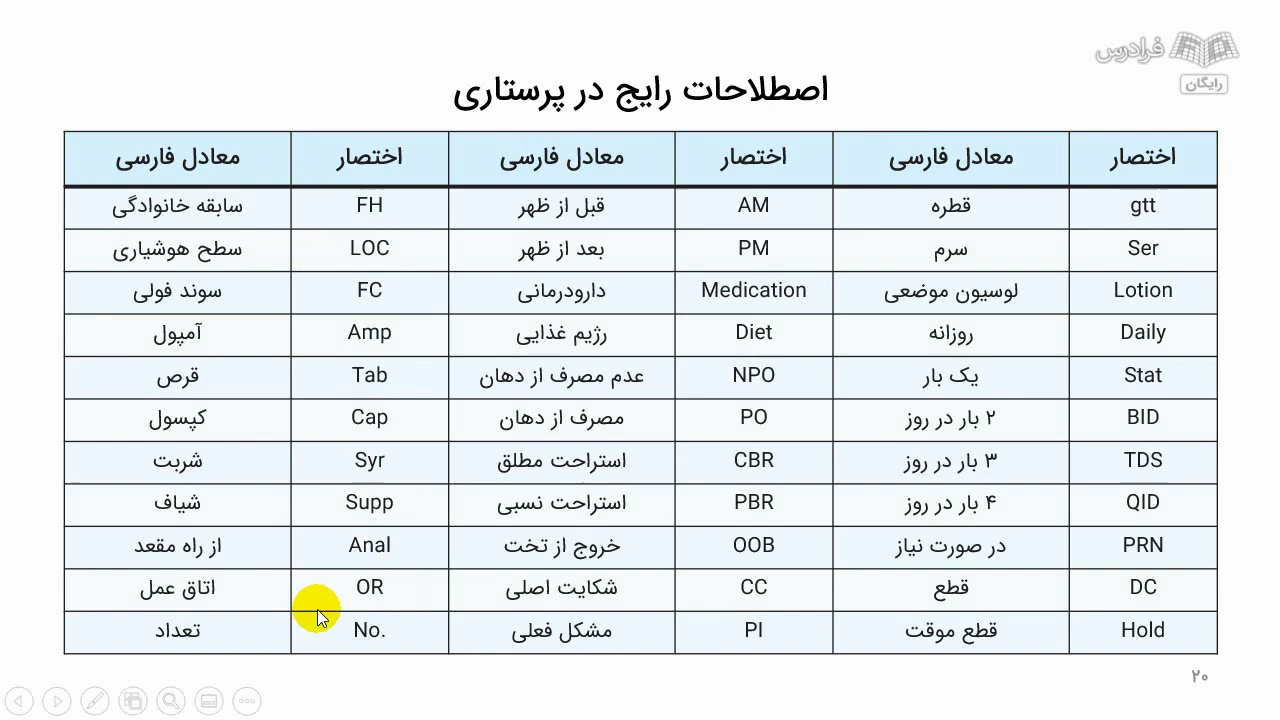 فرادرس
رایگان
اصطلاحات رایج در پرستاری
اختصار معادل فارسی اختصار معادل فارسی اختصار معادل فارسی
gtt قطره AM قبل از ظهر FH سابقه خانوادگی
Ser سرم PM بعد از ظهر LOC سطح هوشیاری
Lotion لوسیون موضعی Medication دارودرمانی FC سوند فولی
Daily روزانه Diet رژیم غذایی Amp آمپول
Stat یک بار NPO عدم مصرف از دهان Tab قرص
BID ۲ بار در روز PO مصرف از دهان Cap کپسول
TDS ۳ بار در روز CBR استراحت مطلق Syr شربت
QID ۴ بار در روز PBR استراحت نسبی Supp شیاف
PRN در صورت نیاز OOB خروج از تخت Anal از راه مقعد
DC قطع CC شکایت اصلی OR اتاق عمل
Hold قطع موقت PI مشکل فعلی No. تعداد
۲۰